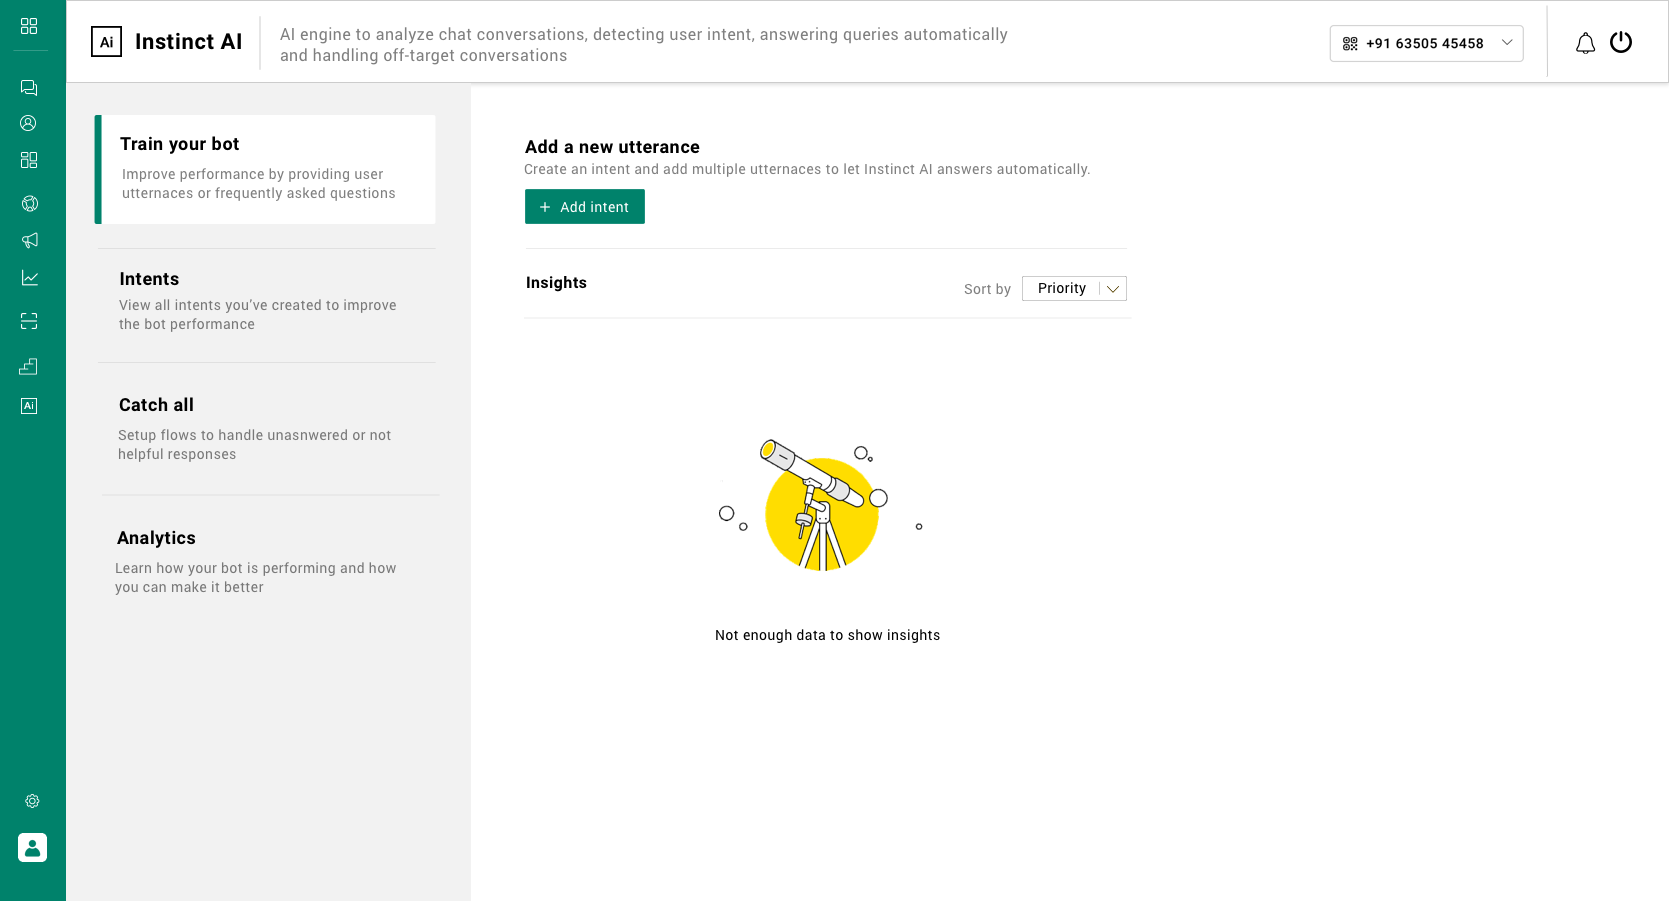 Ai
Instinct AI
AI engine to analyze chat conversations, detecting user intent, answering queries automatically
and handling off-target conversations
+91 63505 45458
Train your bot
Improve performance by providing user
utternaces or frequently asked questions
Intents
View all intents you've created to improve
the bot performance
Catch all
Setup flows to handle unasnwered or not
helpful responses
Analytics
Learn how your bot is performing and how
you can make it better
Ai
Add a new utterance
Create an intent and add multiple utternaces to let Instinct AI answers automatically.
+ Add intent
Insights
Sort by
Priority
Not enough data to show insights